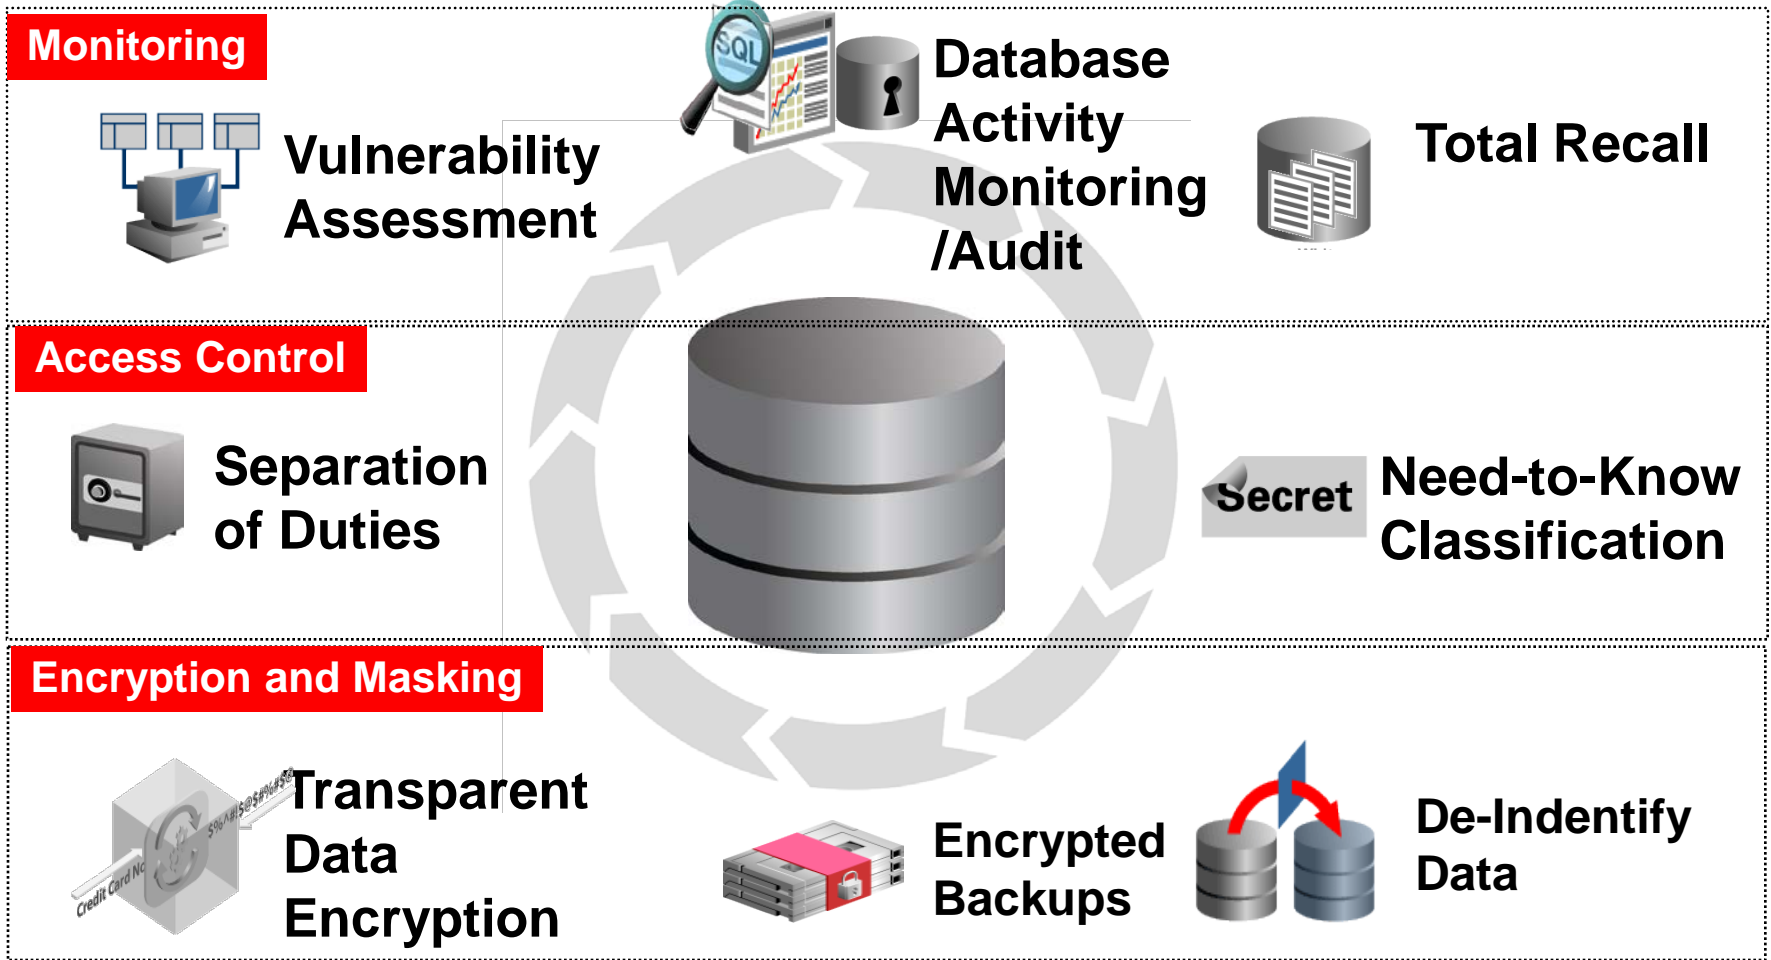 Monitoring
SQL
Vulnerability
Assessment
Database
Activity
Monitoring
/Audit
Total Recall
Access Control
Separation
of Duties
Secret
Need-to-Know
Classification
Encryption and Masking
Credit Card No
$%^#!$@$#%#$@
Transparent
Data
Encryption
Encrypted
Backups
De-Indentify
Data